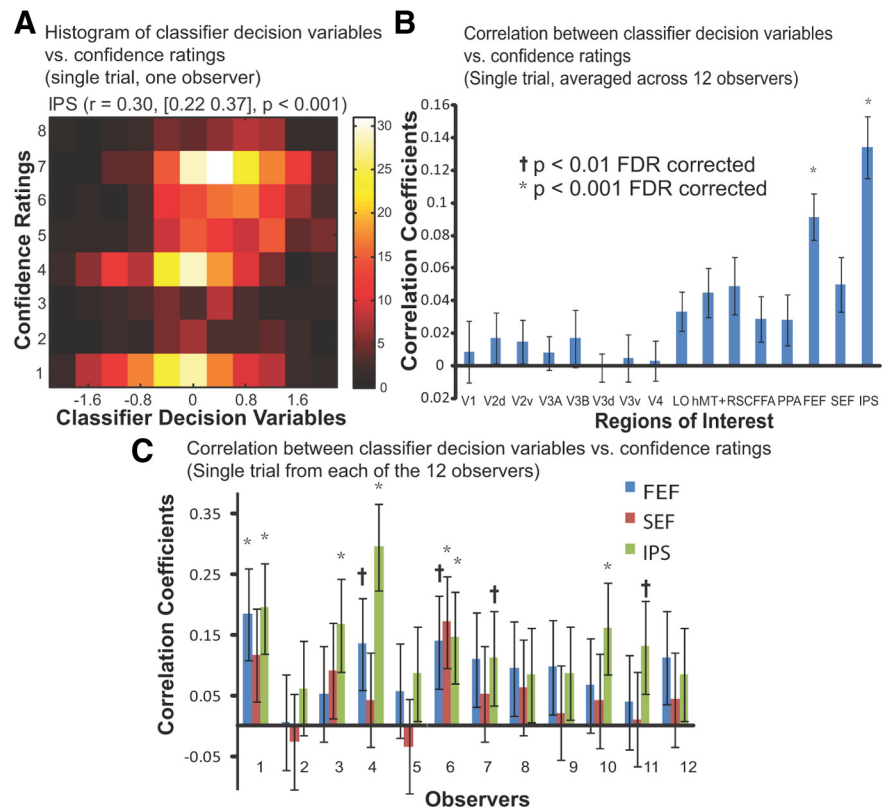 A
Histogram of classifier decision variables
vs. confidence ratings
(single trial, one observer)
IPS (r = 0.30, [0.22 0.37], p < 0.001)
Confidence Ratings
8
7
6
5
4
3
2
1
-1.6 -0.8 0 0.8 1.6
Classifier Decision Variables
30
25
20
15
10
5
0
B
Correlation between classifier decision variables
vs. confidence ratings
(Single trial, averaged across 12 observers)
Correlation Coefficients
0.16
0.14
0.12
0.1
0.08
0.06
0.04
0.02
0
0.02
† p < 0.01 FDR corrected
* p < 0.001 FDR corrected
* *
V1 V2d V2v V3A V3B V3d V3v V4 LO hMT+RSCFFA PPA FEF SEF IPS
Regions of Interest
C
Correlation between classifier decision variables vs. confidence ratings
(Single trial from each of the 12 observers)
Correlation Coefficients
0.35
0.25
0.15
0.05
-0.05
FEF
SEF
IPS
* * * † * † * * † * †
1 2 3 4 5 6 7 8 9 10 11 12
Observers